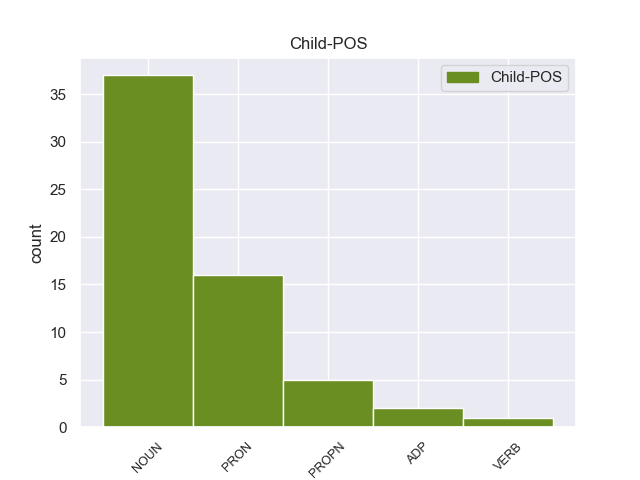 Child-POS
Child-POS
35
30
25
20
15
10
5
0
count
NOUN
PRON
PROPN
ADP
VERB